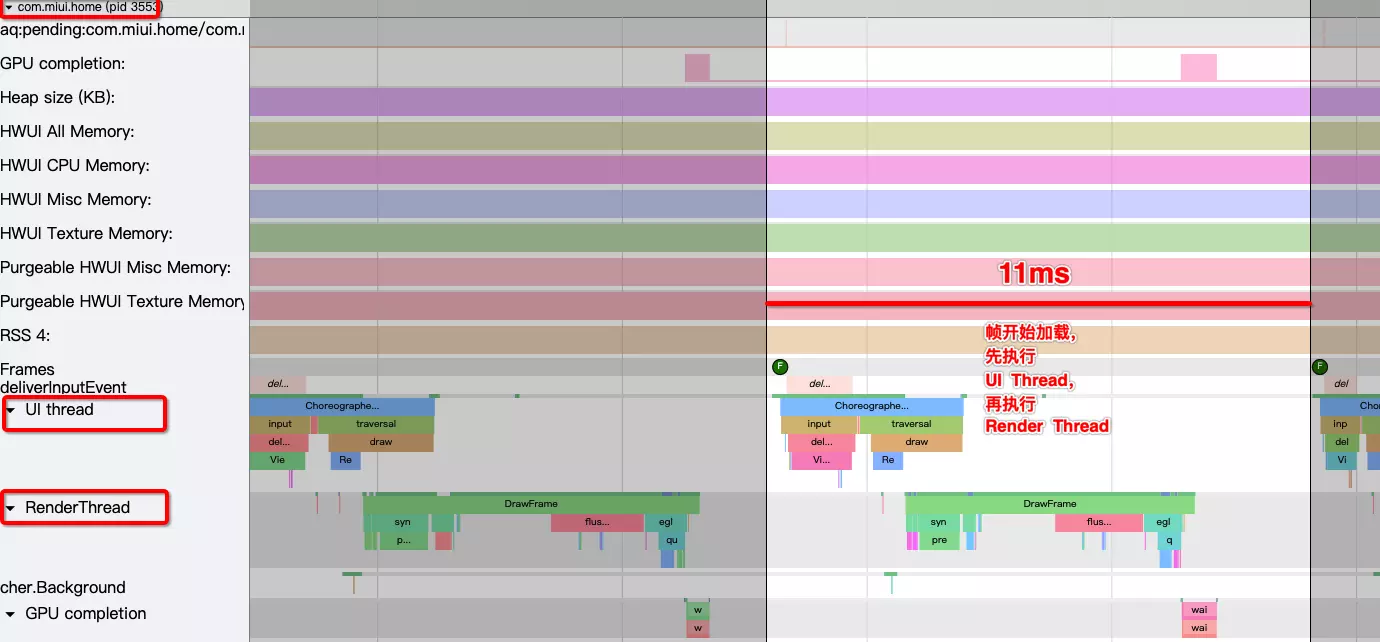 com.miui.home (pid 3553)
aq:pending:com.miui.home/com.
GPU completion:
Heap size (KB):
HWUI All Memory:
HWUI CPU Memory:
HWUI Misc Memory:
HWUI Texture Memory:
Purgeable HWUI Misc Memory:
11ms
Purgeable HWUI Texture Memory
RSS 4:
帧开始加载,
先执行
UI Thread,
再执行
Render Thread
Frames
F F
deliverInputEvent
del... del... del
UI thread
Choreographe... Choreographe... Cho
input traversal input traversal inp
del... draw del... draw del
Vie Re Vi... Re Vi
RenderThread
DrawFrame DrawFrame
syn flus... egl syn flus... egl
p... qu pre q
cher.Background
GPU completion
w wai
w wai